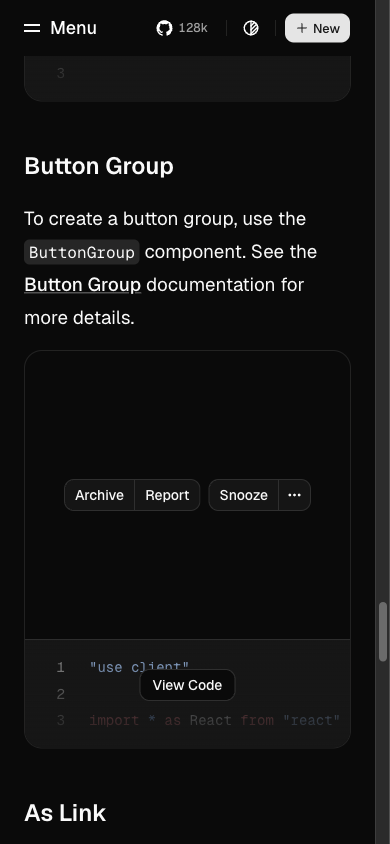 Menu
128k
New
3
Button Group
To create a button group, use the
ButtonGroup component. See the
Button Group documentation for
more details.
Archive
Report
Snooze
1 "use client"
View Code
2
3 import * as React from "react"
As Link